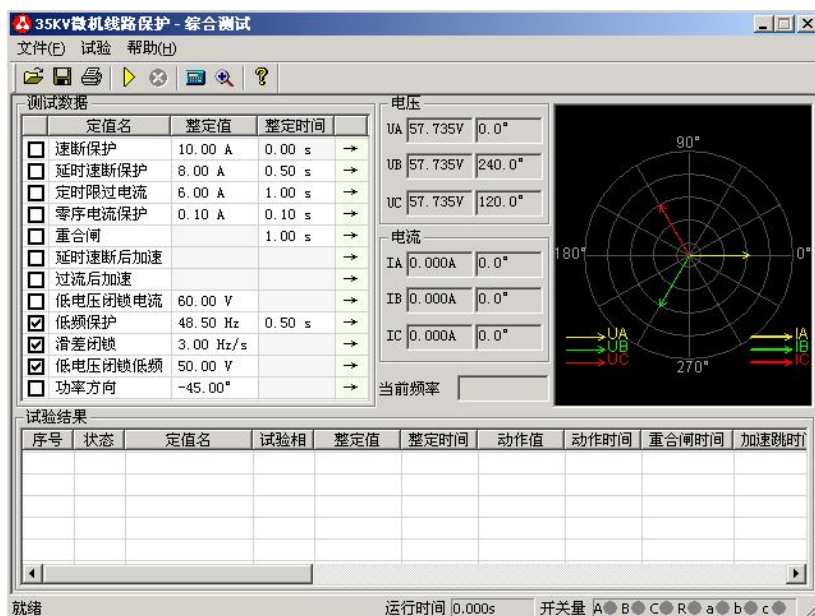 35KV微机线路保护 - 综合测试
文件(F) 试验 帮助(H)
测试数据
定值名 整定值 整定时间
速断保护 10.00 A 0.00 s →
延时速断保护 8.00 A 0.50 s →
定时限过电流 6.00 A 1.00 s →
零序电流保护 0.10 A 0.10 s →
重合闸 1.00 s →
延时速断后加速 →
过流后加速 →
低电压闭锁电流 60.00 V →
低频保护 48.50 Hz 0.50 s →
滑差闭锁 3.00 Hz/s →
低电压闭锁低频 50.00 V →
功率方向 -45.00° →
电压
UA 57.735V 0.0°
UB 57.735V 240.0°
UC 57.735V 120.0°
电流
IA 0.000A 0.0°
IB 0.000A 0.0°
IC 0.000A 0.0°
当前频率
90°
180° 0°
270°
UA IA
UB IB
UC IC
试验结果
序号 状态 定值名 试验相 整定值 整定时间 动作值 动作时间 重合闸时间 加速跳时
就绪 运行时间 0.000s 开关量 A B C R a b c